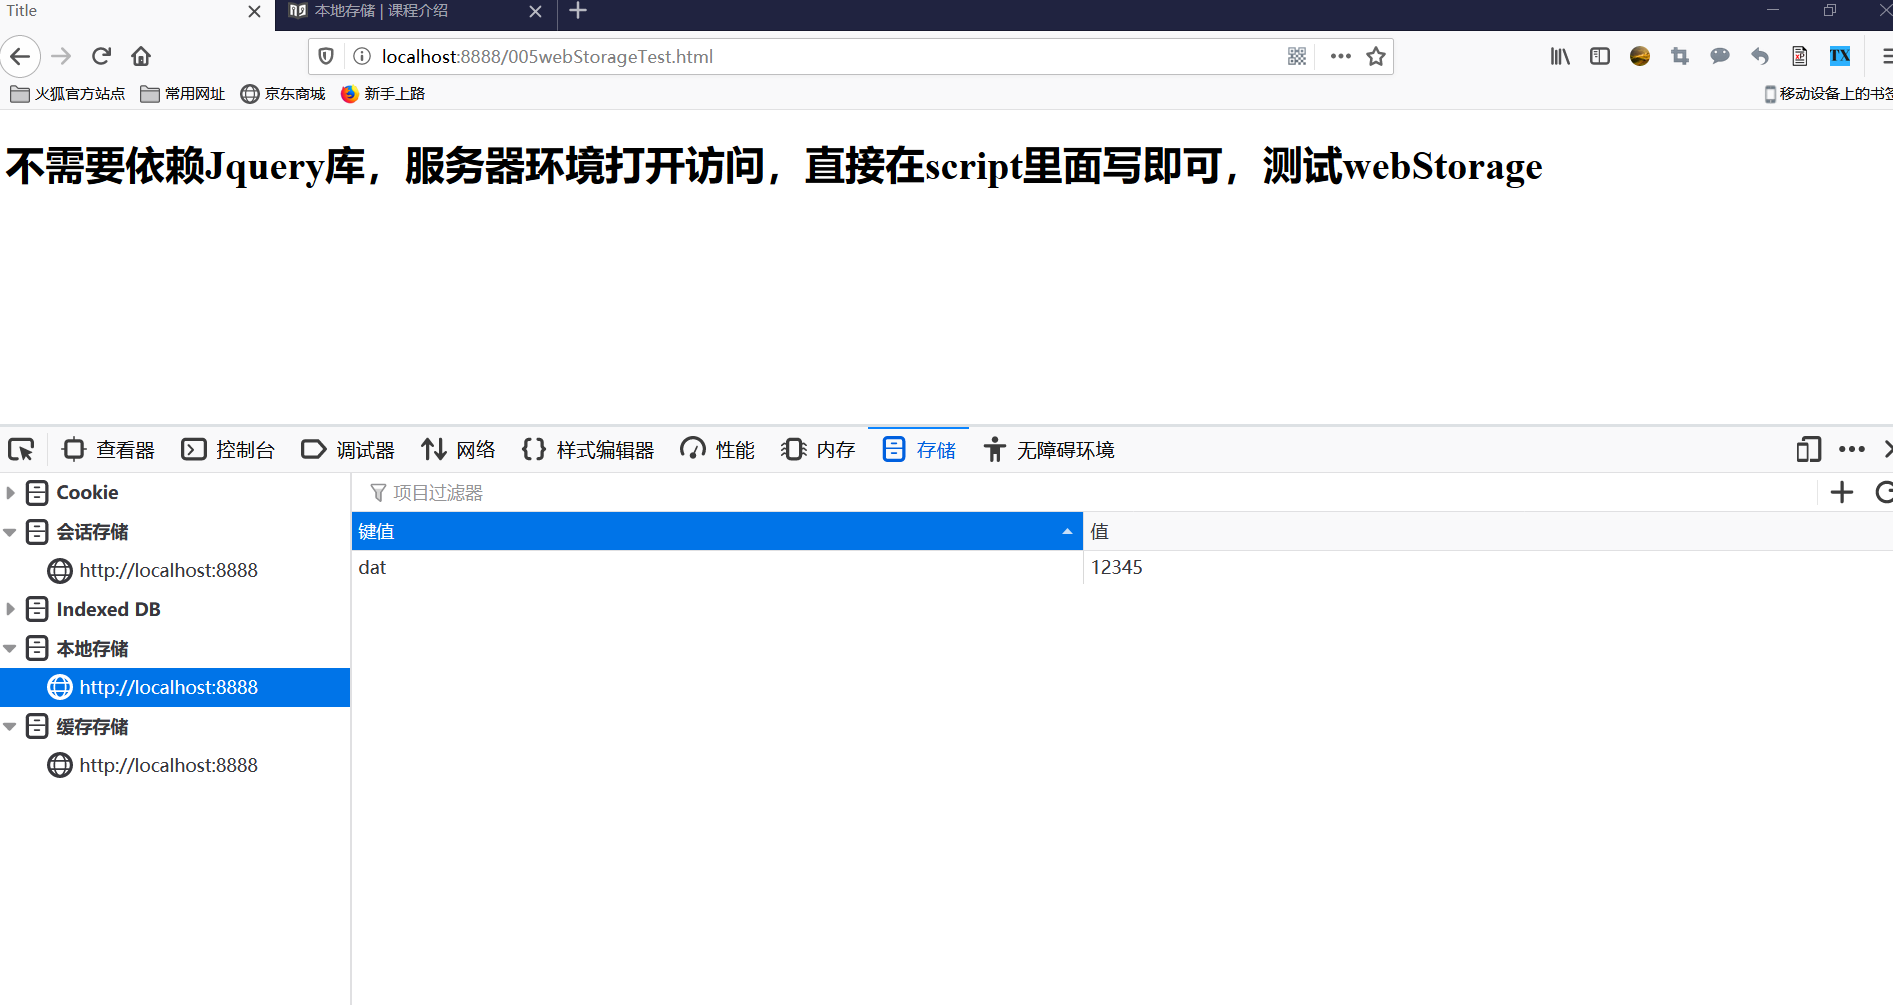 Title
本地存储 | 课程介绍
localhost:8888/005webStorageTest.html
TX
火狐官方站点 常用网址 京东商城 新手上路 移动设备上的书签
不需要依赖Jquery库，服务器环境打开访问，直接在script里面写即可，测试webStorage
查看器 控制台 调试器 网络 样式编辑器 性能 内存 存储 无障碍环境
Cookie
项目过滤器
会话存储
键值 值
http://localhost:8888
dat 12345
Indexed DB
本地存储
http://localhost:8888
缓存存储
http://localhost:8888